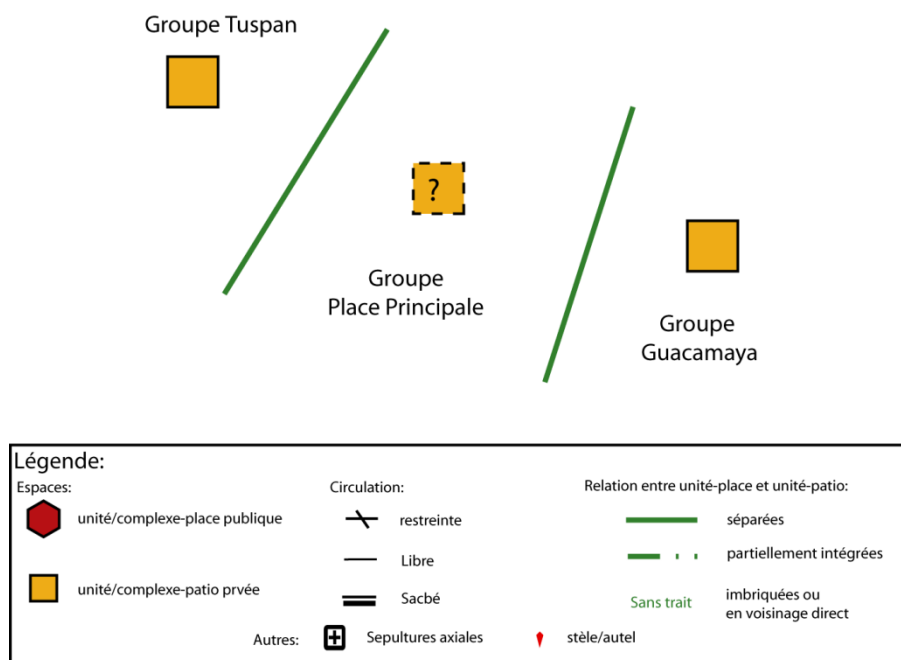 Groupe Tuspan
?
Groupe
Place Principale
Groupe
Guacamaya
Légende:
Espaces:
unité/complexe-place publique
unité/complexe-patio prvée
Circulation:
restreinte
Libre
Sacbé
Relation entre unité-place et unité-patio:
séparées
partiellement intégrées
Sans trait
imbriquées ou
en voisinage direct
Autres:
Sepultures axiales
stèle/autel